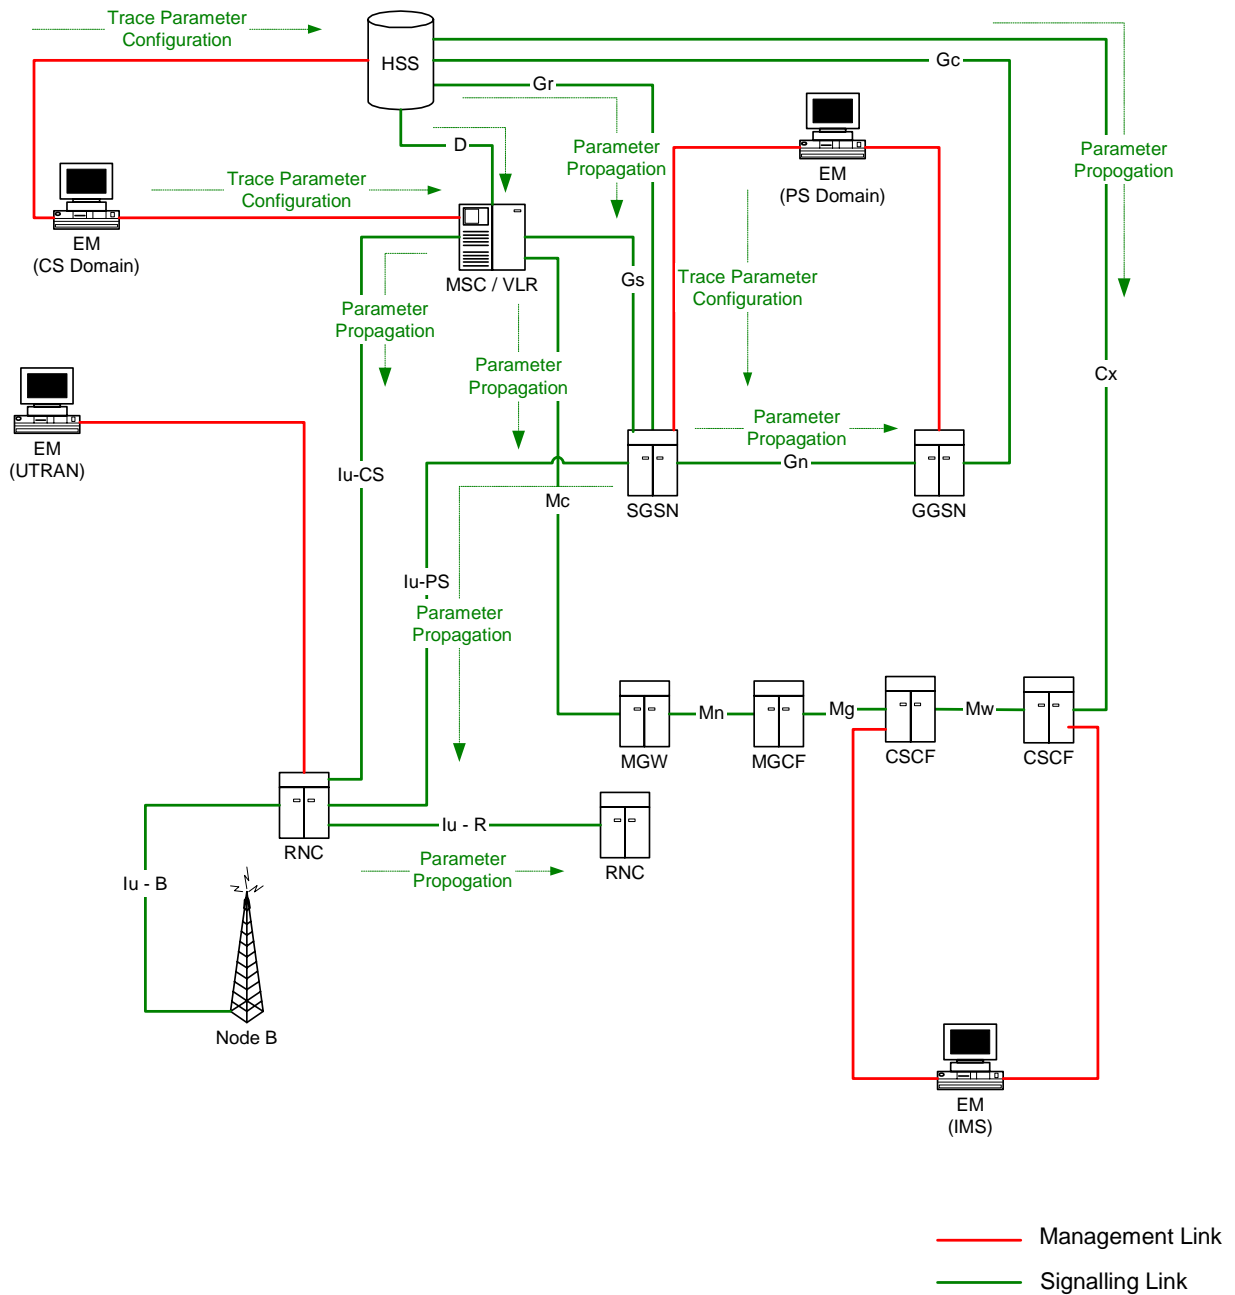 Trace Parameter
Configuration
HSS
Gc
Gr
Parameter
Propagation
Parameter
Propogation
D
EM
(PS Domain)
Trace Parameter
Configuration
EM
(CS Domain)
MSC / VLR
Gs
Trace Parameter
Configuration
Parameter
Propagation
Parameter
Propagation
Cx
EM
(UTRAN)
Parameter
Propagation
Iu-CS
Gn
Mc
SGSN
GGSN
Iu-PS
Parameter
Propagation
Mn
Mg
Mw
MGW
MGCF
CSCF
CSCF
Iu - R
RNC
Parameter
Propogation
RNC
Iu - B
Node B
EM
(IMS)
Management Link
Signalling Link